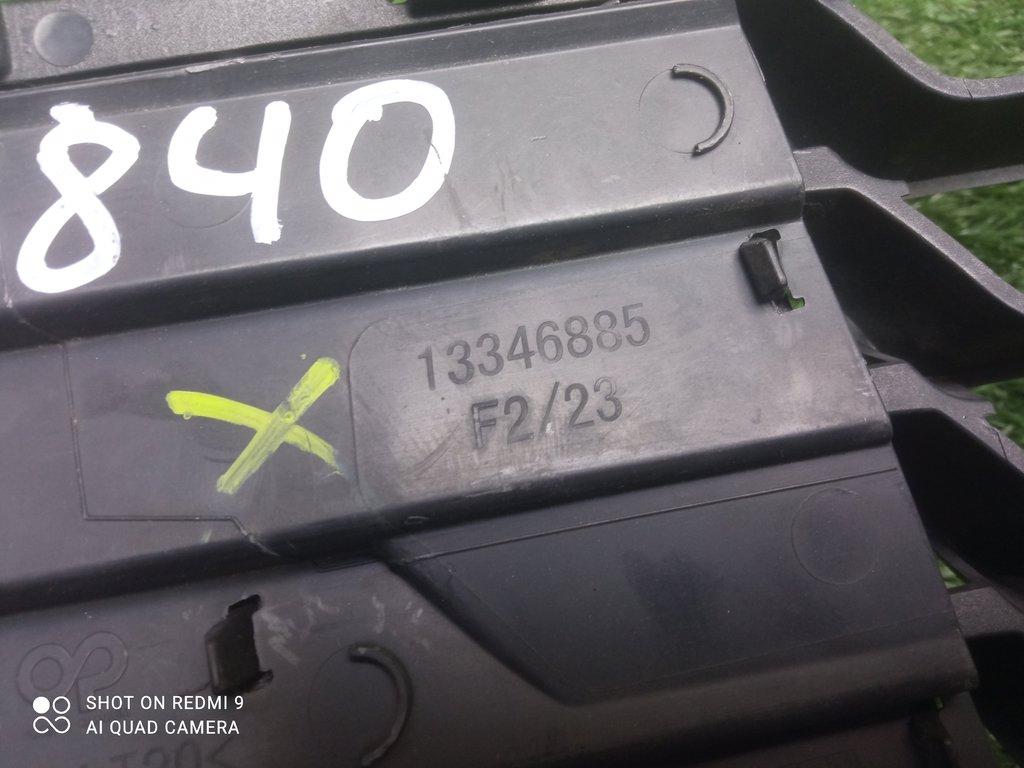 840
13346885
F2/23
SHOT ON REDMI 9
AI QUAD CAMERA